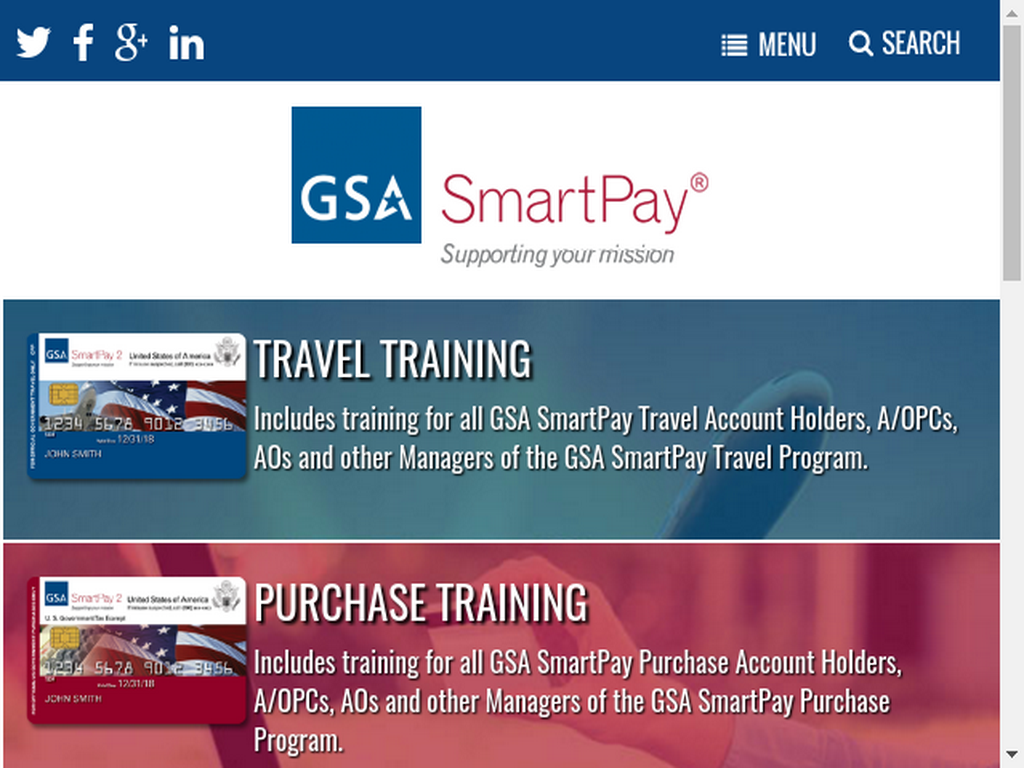 MENU SEARCH
GSA SmartPay®
Supporting your mission
TRAVEL TRAINING
Includes training for all GSA SmartPay Travel Account Holders, A/OPCs,
AOs and other Managers of the GSA SmartPay Travel Program.
GSA SmartPay 2 United States of America
1234 5678 9012 3456
12/31/18
JOHN SMITH
PURCHASE TRAINING
Includes training for all GSA SmartPay Purchase Account Holders,
A/OPCs, AOs and other Managers of the GSA SmartPay Purchase
Program.
GSA SmartPay 2 United States of America
U.S. Government Tax Exempt
1234 5678 9012 3456
12/31/18
JOHN SMITH